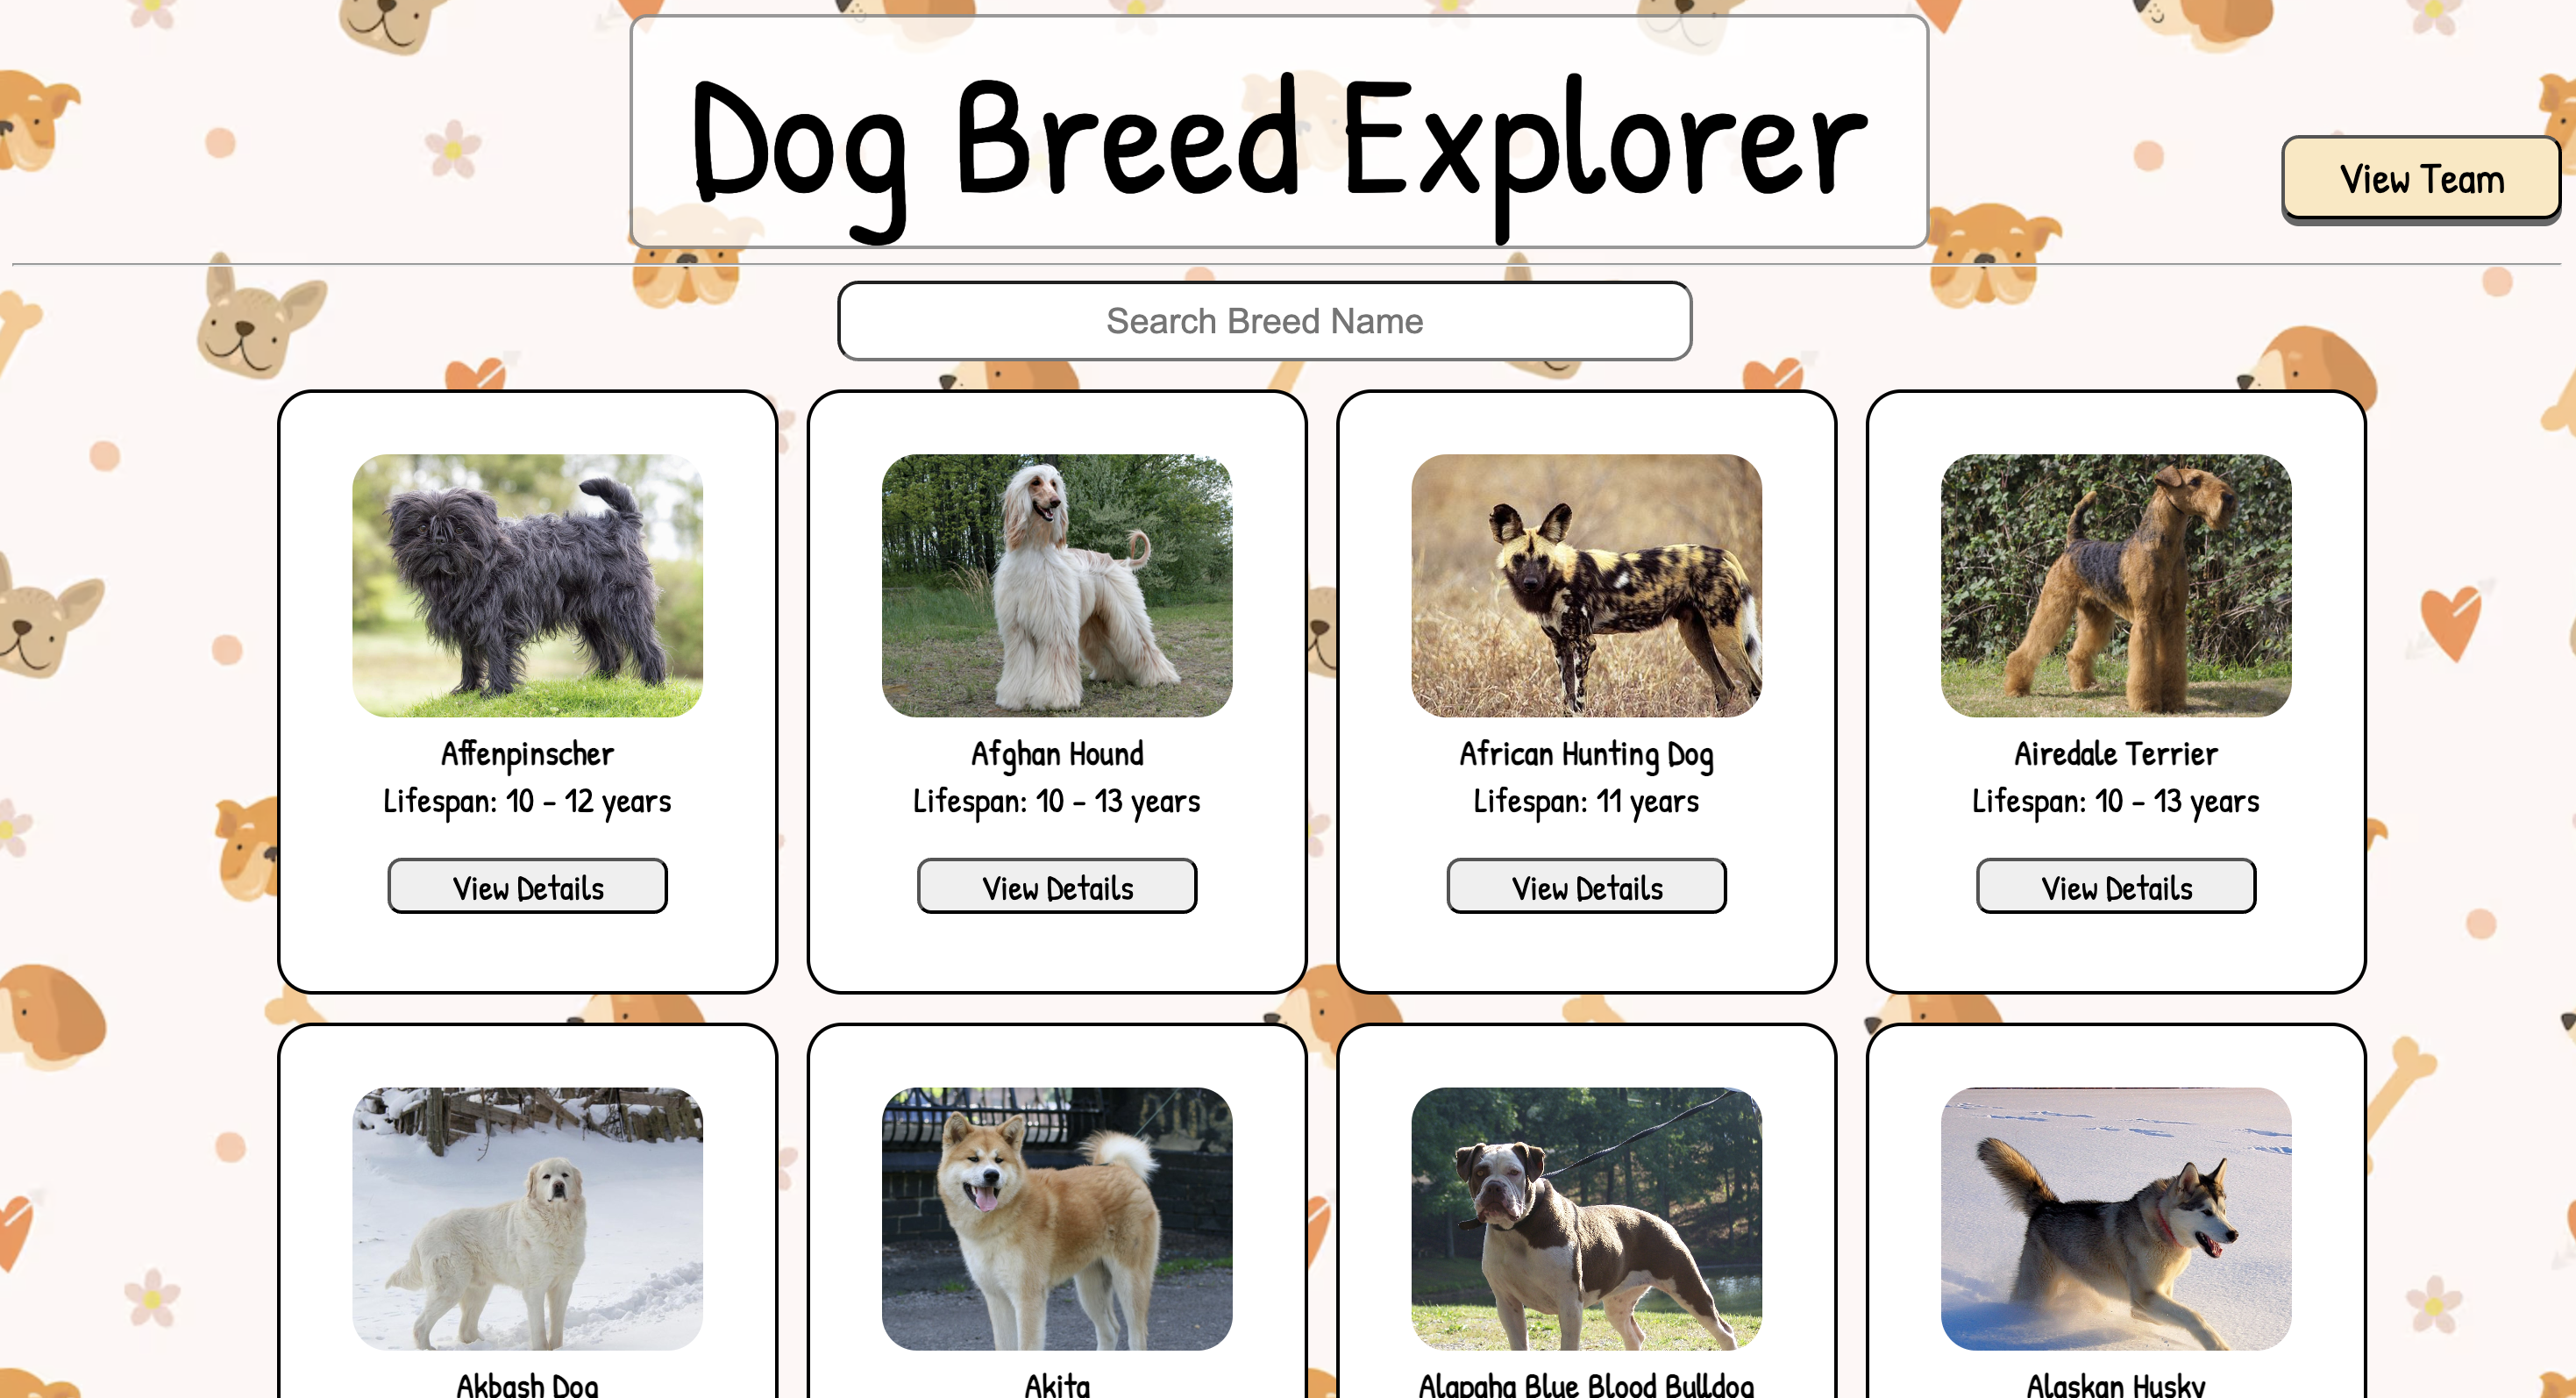 Dog Breed Explorer
View Team
Search Breed Name
Affenpinscher
Lifespan: 10 - 12 years
View Details
Afghan Hound
Lifespan: 10 - 13 years
View Details
African Hunting Dog
Lifespan: 11 years
View Details
Airedale Terrier
Lifespan: 10 - 13 years
View Details
Akbash Dog
Akita
Alapaha Blue Blood Bulldog
Alaskan Husky